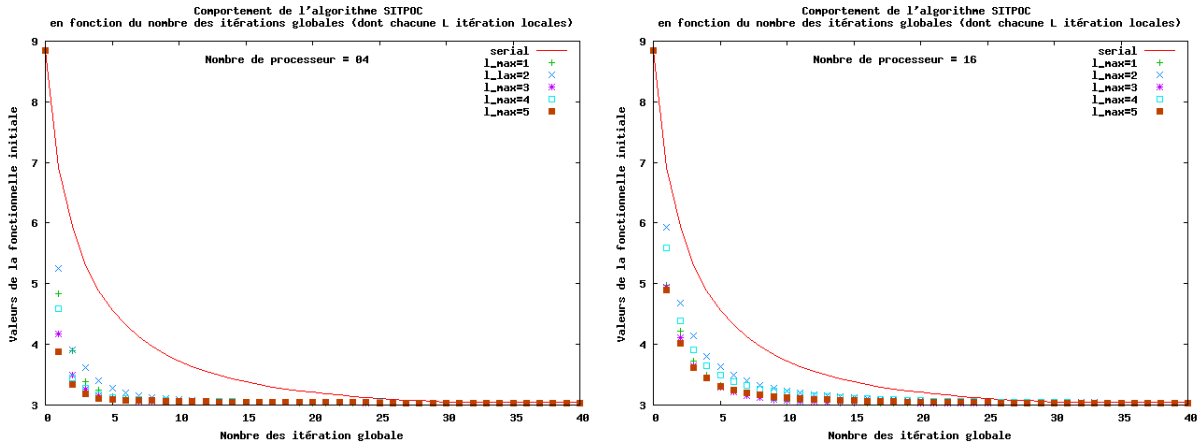 Comportement de l'algorithme SITPOC
en fonction du nombre des itérations globales (dont chacune L itération locales)
9
8
7
6
5
4
3
0 5 10 15 20 25 30 35 40
Valeurs de la fonctionnelle initiale
Nombre des itération globale
Nombre de processeur = 04
serial
l_max=1
l_lax=2
l_max=3
l_max=4
l_max=5
Comportement de l'algorithme SITPOC
en fonction du nombre des itérations globales (dont chacune L itération locales)
9
8
7
6
5
4
3
0 5 10 15 20 25 30 35 40
Valeurs de la fonctionnelle initiale
Nombre des itération globale
Nombre de processeur = 16
serial
l_max=1
l_max=2
l_max=3
l_max=4
l_max=5